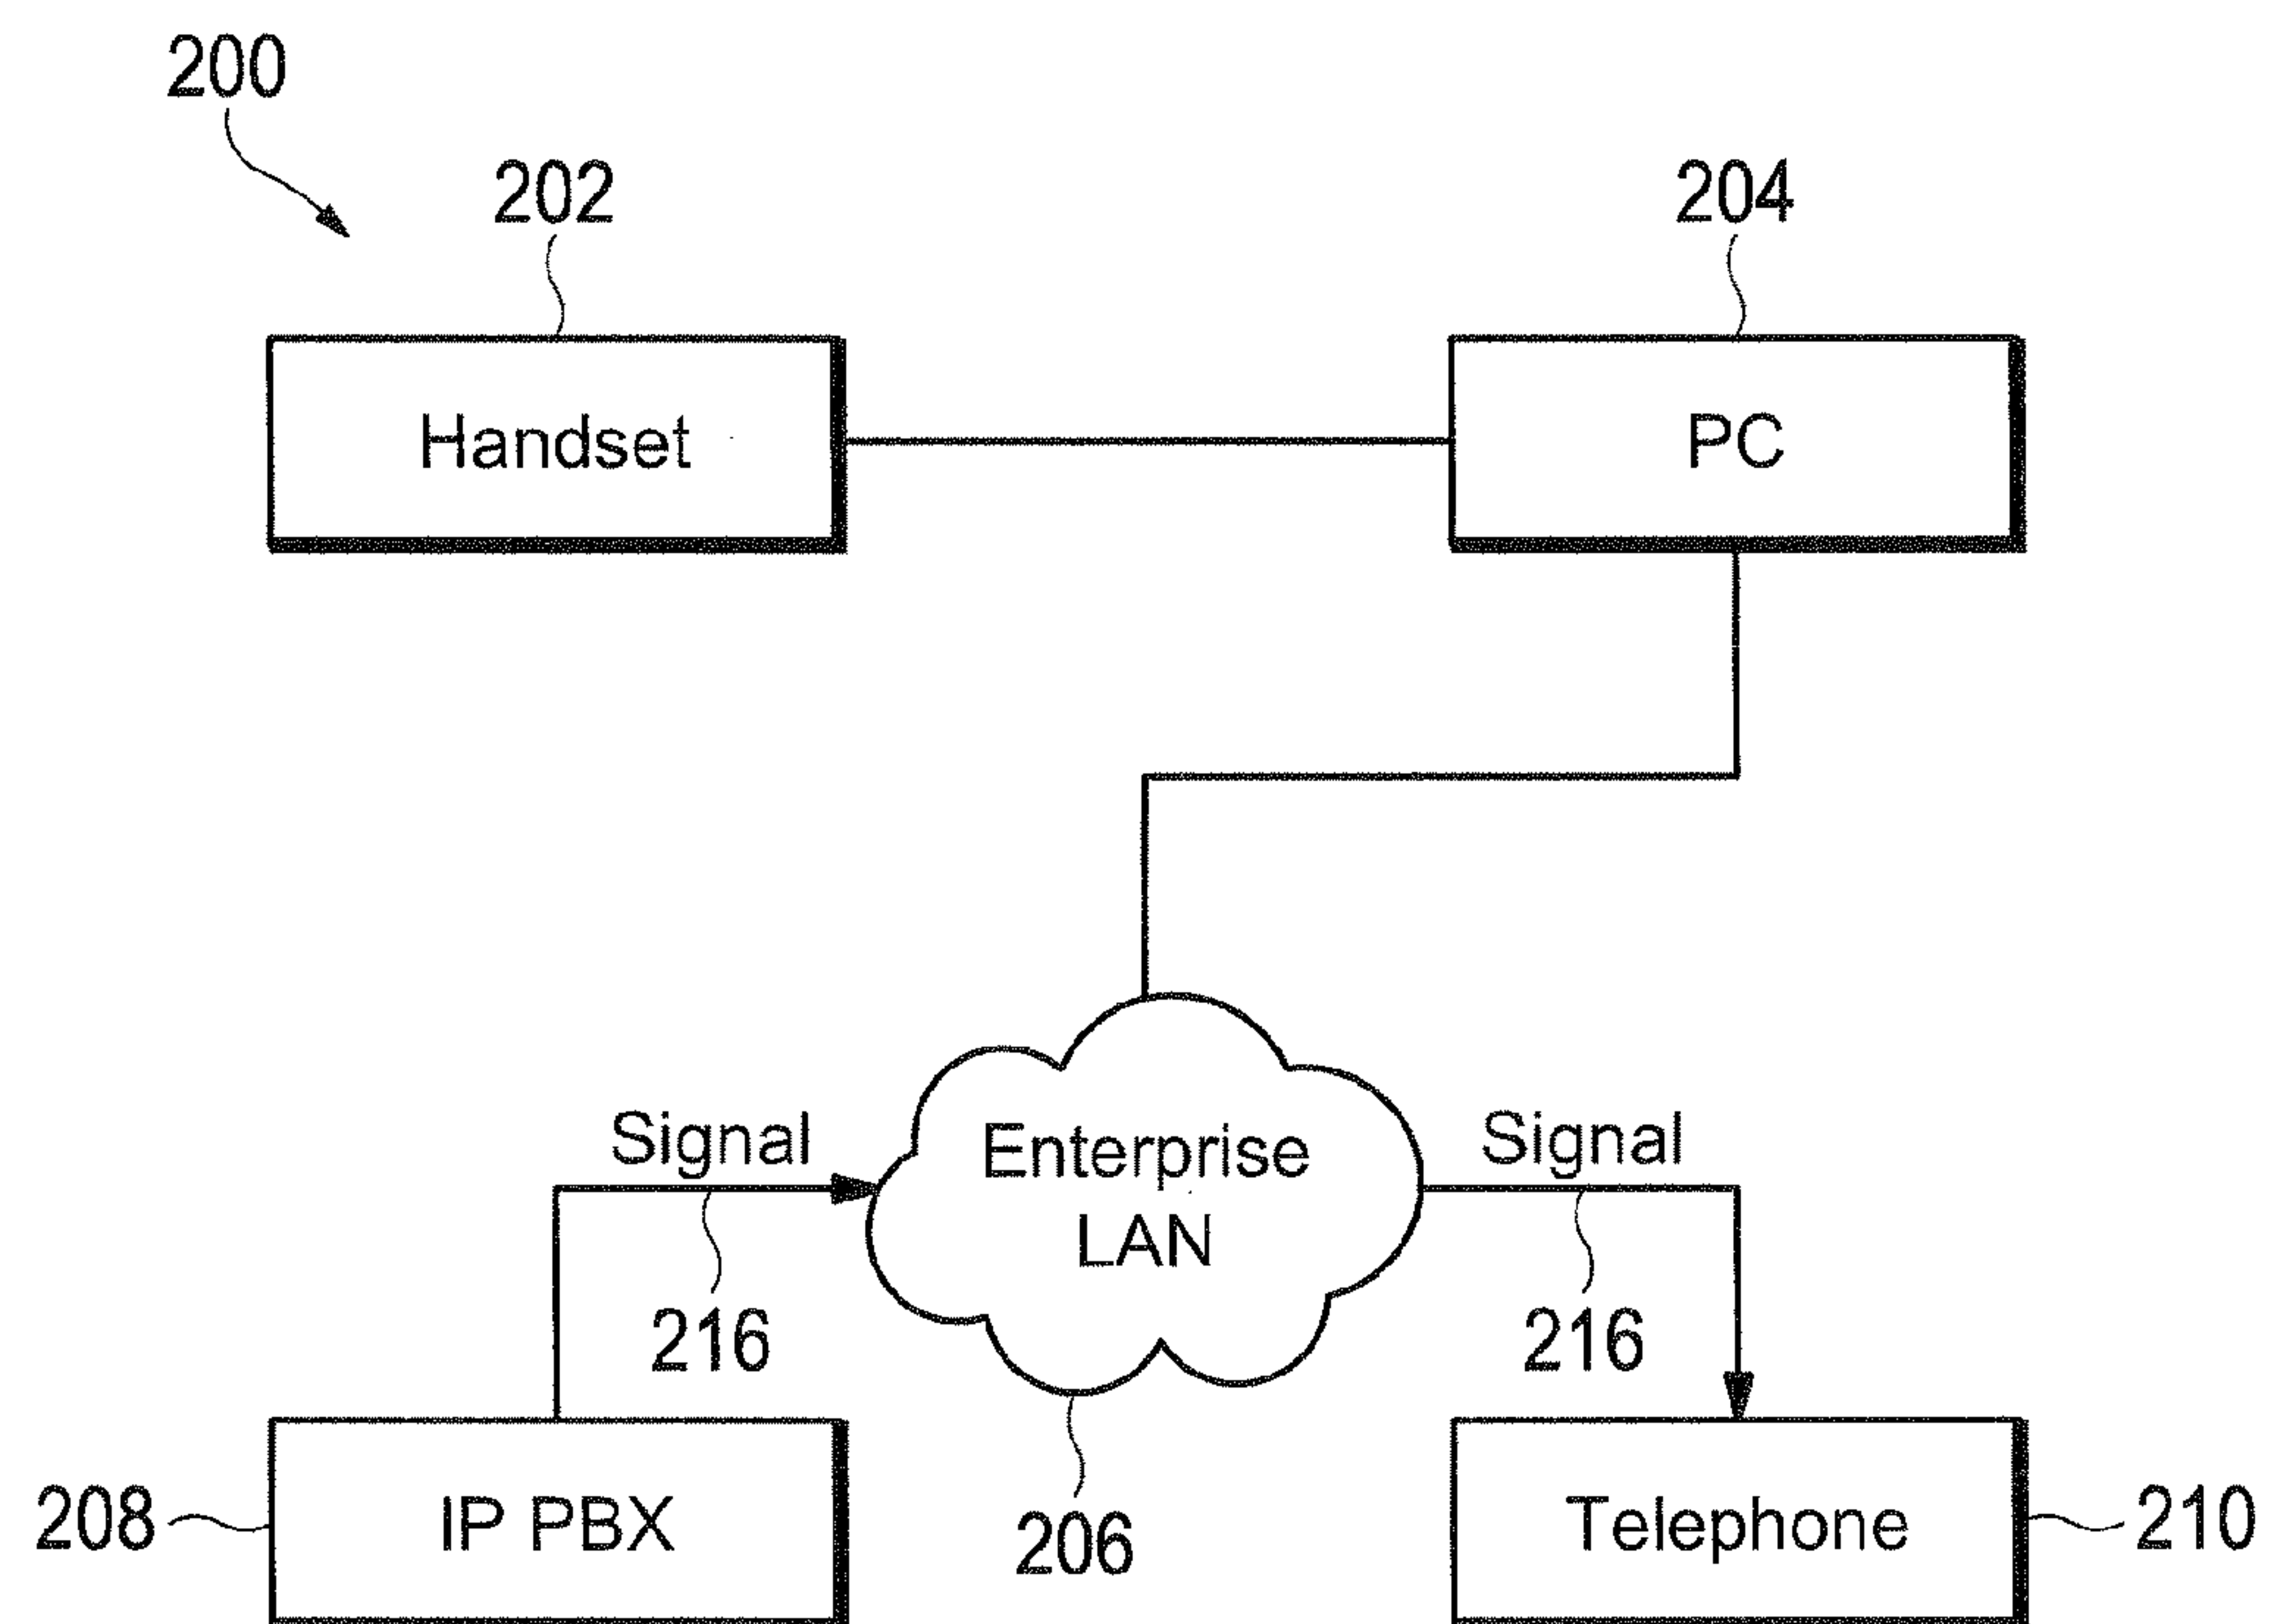 200
202
204
Handset
PC
Signal
Signal
Enterprise
LAN
216
216
208
IP PBX
206
Telephone
210